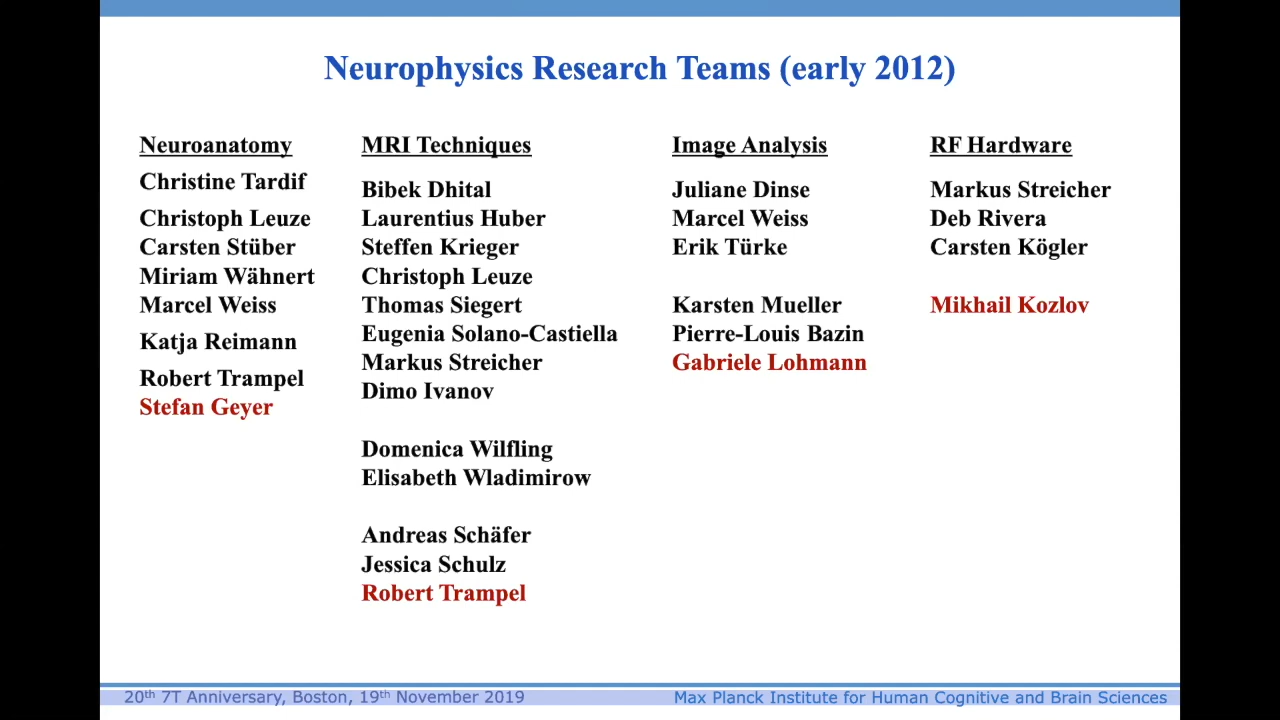 Neurophysics Research Teams (early 2012)
Neuroanatomy
Christine Tardif
Christoph Leuze
Carsten Stüber
Miriam Wähnert
Marcel Weiss
Katja Reimann
Robert Trampel
Stefan Geyer
MRI Techniques
Bibek Dhital
Laurentius Huber
Steffen Krieger
Christoph Leuze
Thomas Siegert
Eugenia Solano-Castiella
Markus Streicher
Dimo Ivanov
Domenica Wilfling
Elisabeth Wladimirow
Andreas Schäfer
Jessica Schulz
Robert Trampel
Image Analysis
Juliane Dinse
Marcel Weiss
Erik Türke
Karsten Mueller
Pierre-Louis Bazin
Gabriele Lohmann
RF Hardware
Markus Streicher
Deb Rivera
Carsten Kögler
Mikhail Kozlov
20th 7T Anniversary, Boston, 19th November 2019
Max Planck Institute for Human Cognitive and Brain Sciences